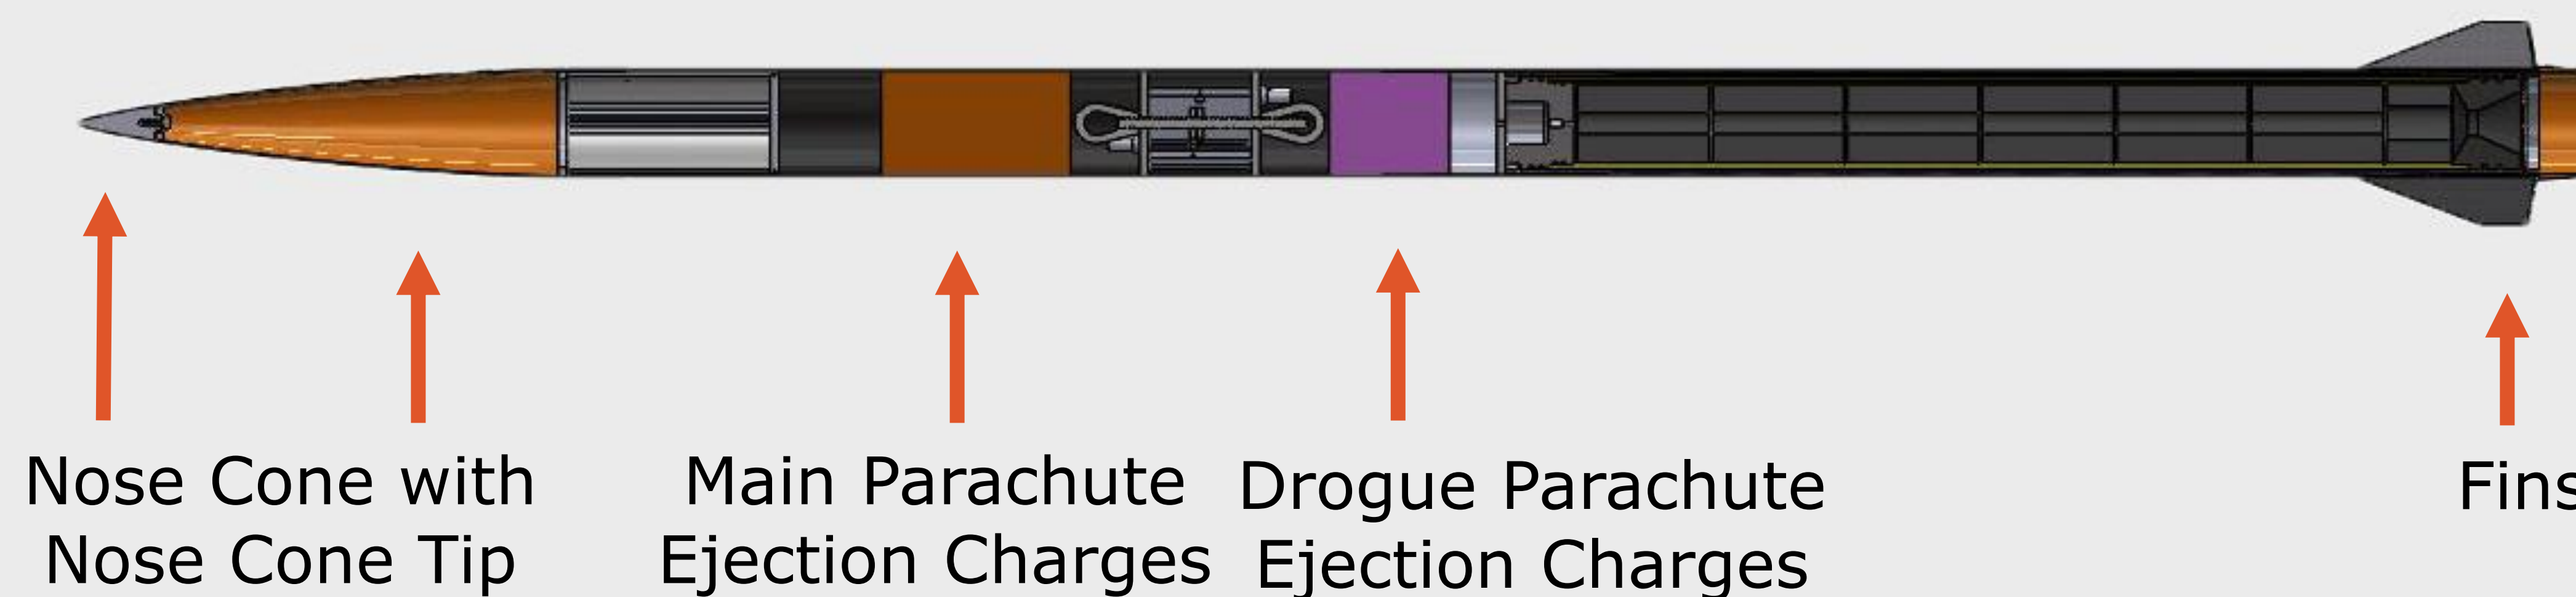 Nose Cone with
Nose Cone Tip
Main Parachute
Ejection Charges
Drogue Parachute
Ejection Charges
Fins